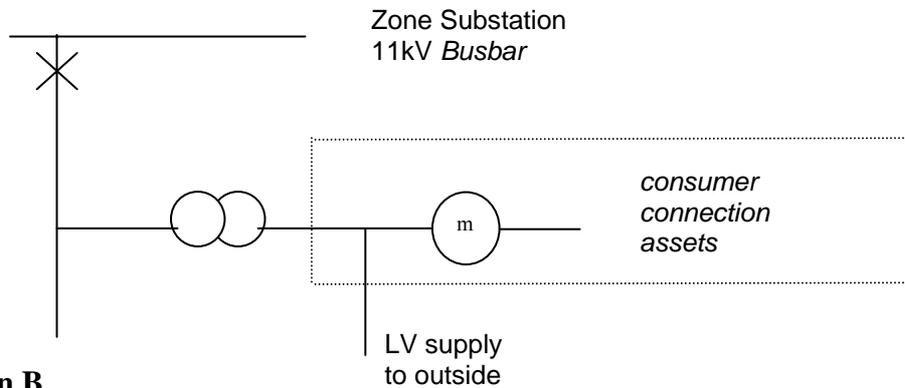 Zone Substation
11kV Busbar
consumer
connection
assets
m
LV supply
to outside
n B